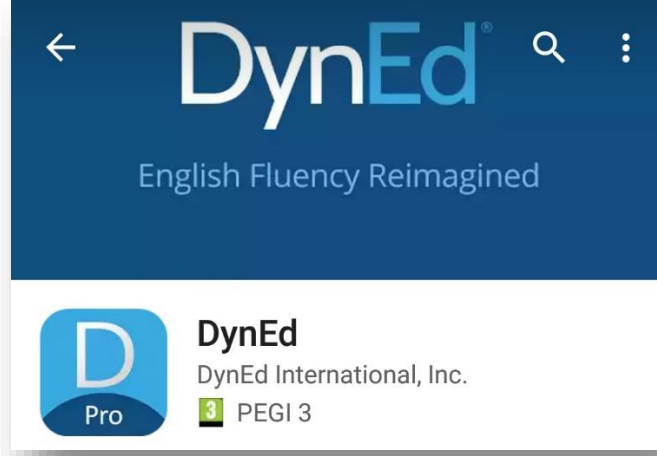 DynEd®
English Fluency Reimagined
D
Pro
DynEd
DynEd International, Inc.
3 PEGI 3